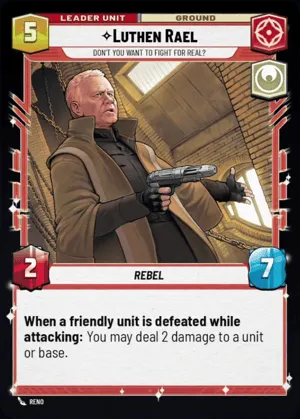 LEADER UNIT
GROUND
5
✧LUTHEN RAEL
DON'T YOU WANT TO FIGHT FOR REAL?
2
REBEL
7
When a friendly unit is defeated while
attacking: You may deal 2 damage to a unit
or base.
RENO